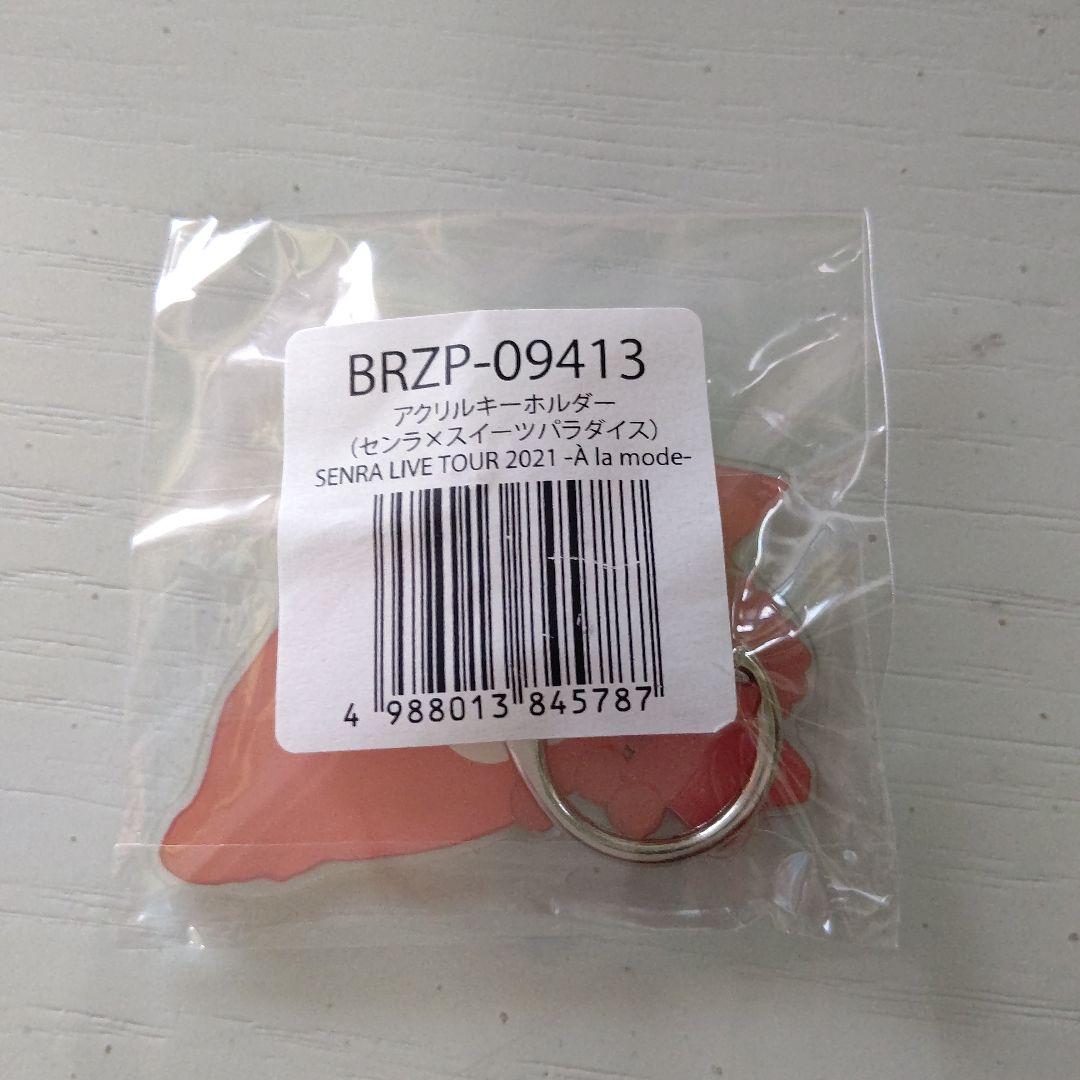 BRZP-09413
アクリルキーホルダー
(センラ×スイーツパラダイス)
SENRA LIVE TOUR 2021 -À la mode-
4 988013 845787